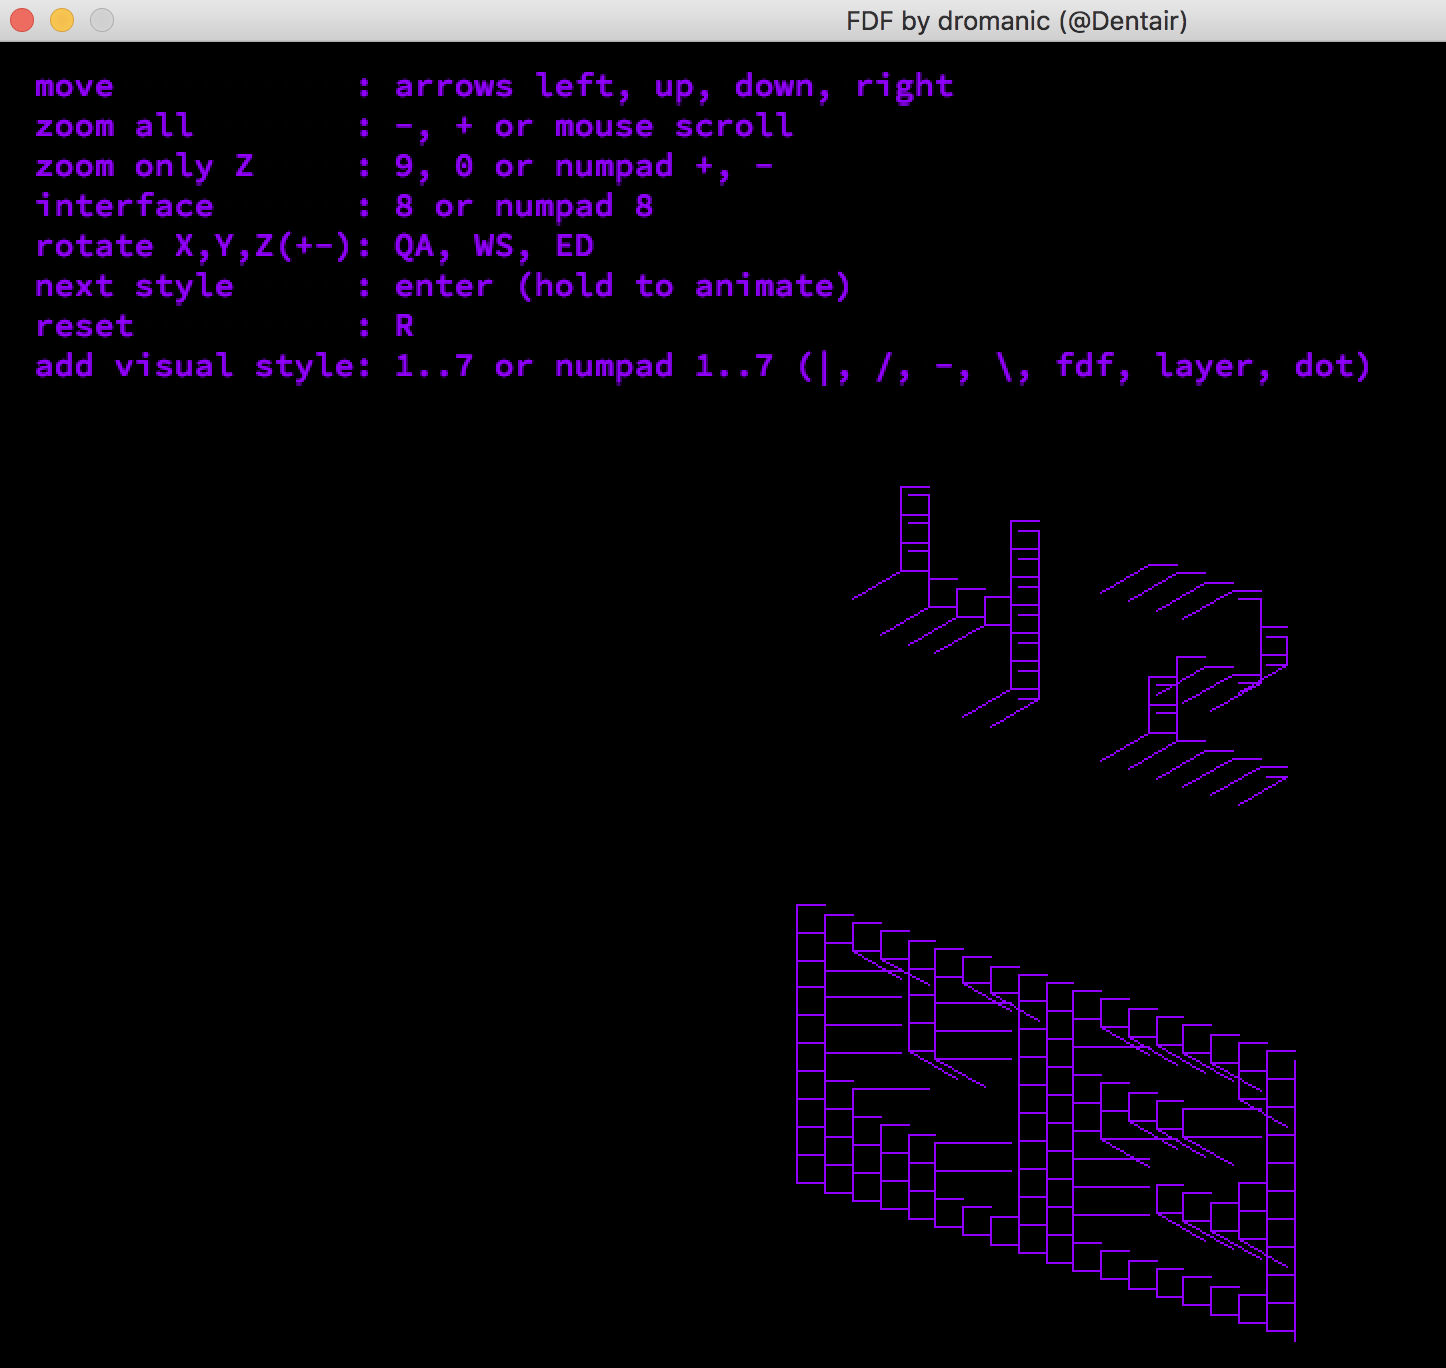 FDF by dromanic (@Dentair)
move : arrows left, up, down, right
zoom all : -, + or mouse scroll
zoom only Z : 9, 0 or numpad +, -
interface : 8 or numpad 8
rotate X,Y,Z(+-): QA, WS, ED
next style : enter (hold to animate)
reset : R
add visual style: 1..7 or numpad 1..7 (|, /, -, \, fdf, layer, dot)
42